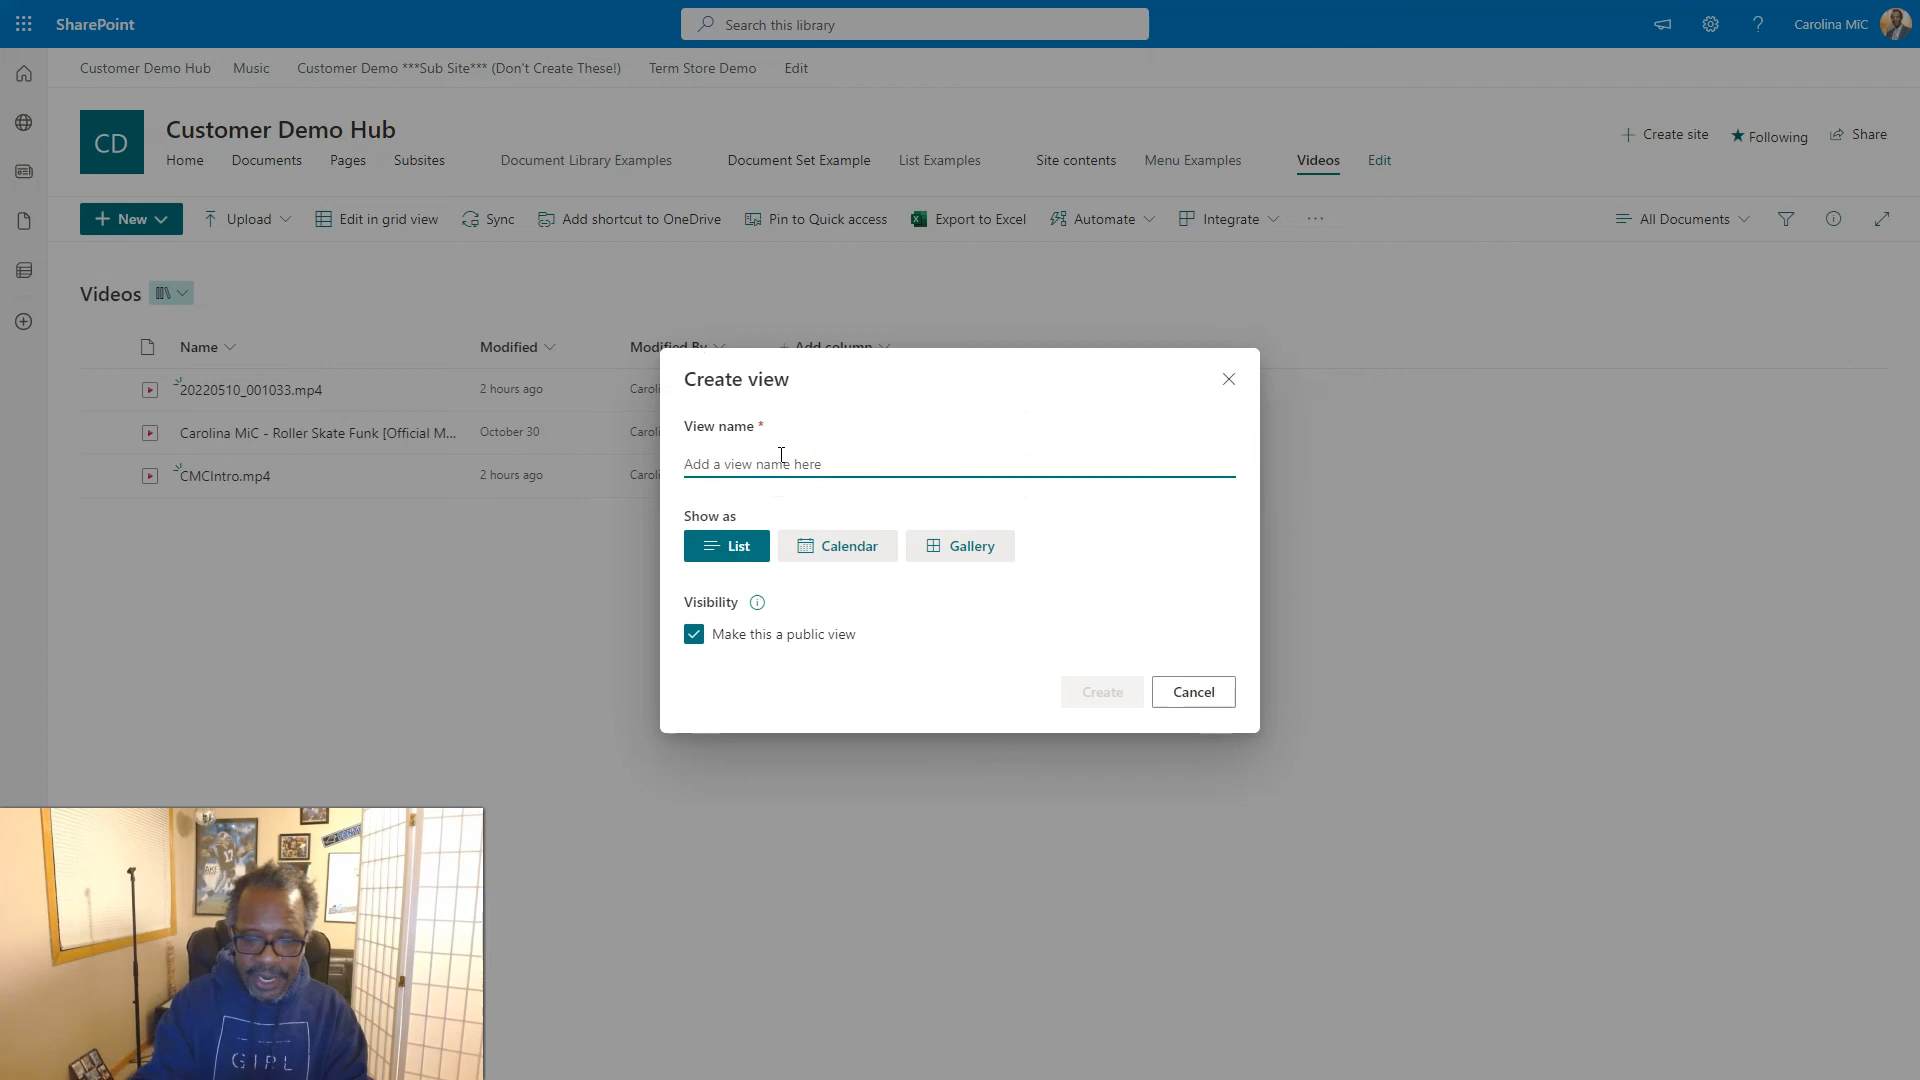 SharePoint
Search this library
Carolina MiC
Customer Demo Hub
Music
Customer Demo ***Sub Site*** (Don't Create These!)
Term Store Demo
Edit
CD
Customer Demo Hub
Create site
Following
Share
Home
Documents
Pages
Subsites
Document Library Examples
Document Set Example
List Examples
Site contents
Menu Examples
Videos
Edit
New
Upload
Edit in grid view
Sync
Add shortcut to OneDrive
Pin to Quick access
Export to Excel
Automate
Integrate
...
All Documents
Videos
Name
Modified
Modified By
+ Add column
20220510_001033.mp4
2 hours ago
Caroli
Carolina MiC - Roller Skate Funk [Official M...
October 30
Caroli
CMCIntro.mp4
2 hours ago
Caroli
Create view
View name *
Add a view name here
Show as
List
Calendar
Gallery
Visibility
Make this a public view
Create
Cancel
17
GIRL